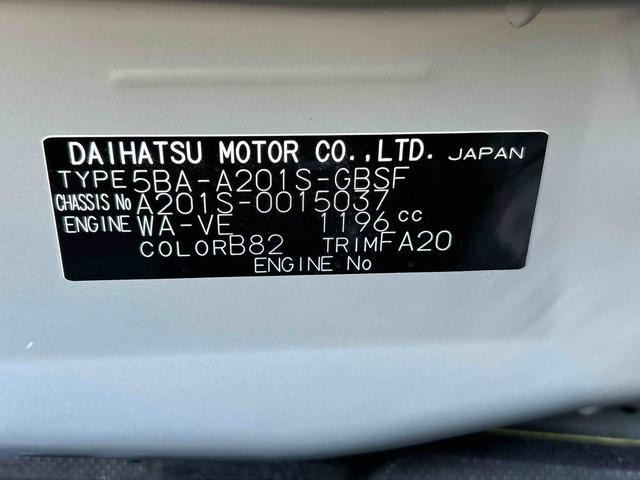 DAIHATSU MOTOR CO.,LTD. JAPAN
TYPE 5BA-A201S-GBSF
CHASSIS No A201S-0015037
ENGINE WA-VE 1196 cc
COLOR B82 TRIM FA20
ENGINE No